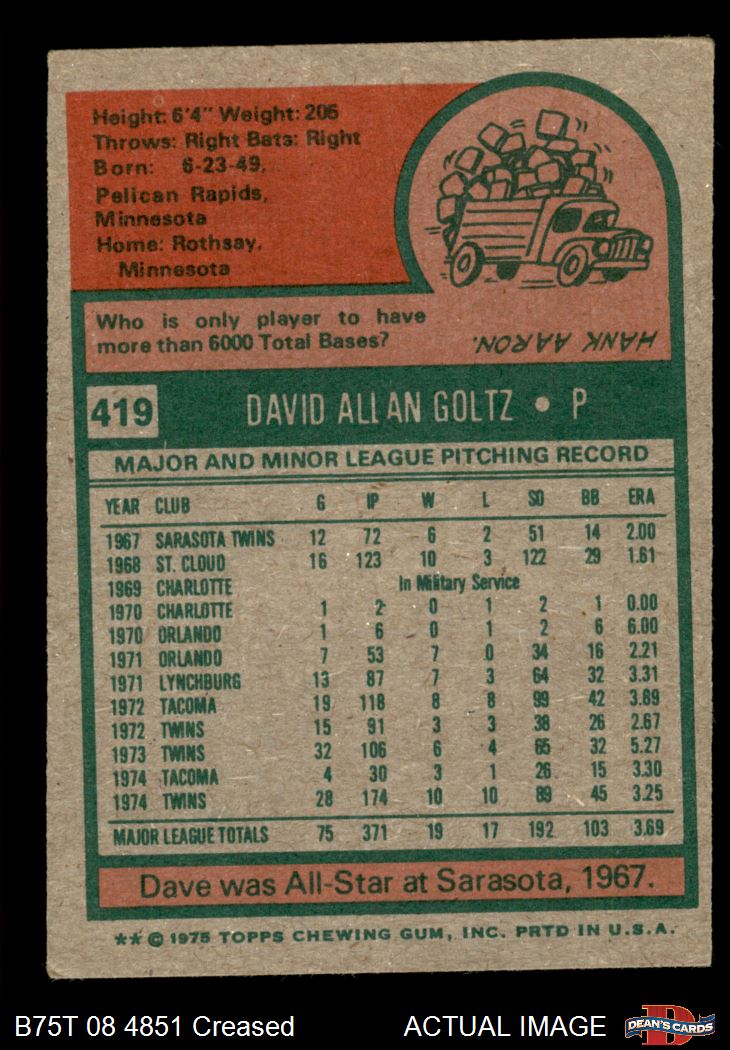 Height: 6'4" Weight: 205
Throws: Right Bats: Right
Born: 6-23-49,
Pelican Rapids,
Minnesota
Home: Rothsay,
Minnesota
Who is only player to have
more than 6000 Total Bases?
HANK AARON.
419 DAVID ALLAN GOLTZ • P
MAJOR AND MINOR LEAGUE PITCHING RECORD
YEAR CLUB G IP W L SO BB ERA
1967 SARASOTA TWINS 12 72 6 2 51 14 2.00
1968 ST. CLOUD 16 123 10 3 122 29 1.61
1969 CHARLOTTE In Military Service
1970 CHARLOTTE 1 2 0 1 2 1 0.00
1970 ORLANDO 1 6 0 1 2 6 6.00
1971 ORLANDO 7 53 7 0 34 16 2.21
1971 LYNCHBURG 13 87 7 3 64 32 3.31
1972 TACOMA 19 118 8 8 99 42 3.89
1972 TWINS 15 91 3 3 38 26 2.67
1973 TWINS 32 106 6 4 65 32 5.27
1974 TACOMA 4 30 3 1 26 15 3.30
1974 TWINS 28 174 10 10 89 45 3.25
MAJOR LEAGUE TOTALS 75 371 19 17 192 103 3.69
Dave was All-Star at Sarasota, 1967.
** © 1975 TOPPS CHEWING GUM, INC. PRTD IN U.S.A.
B75T 08 4851 Creased ACTUAL IMAGE DEAN'S CARDS